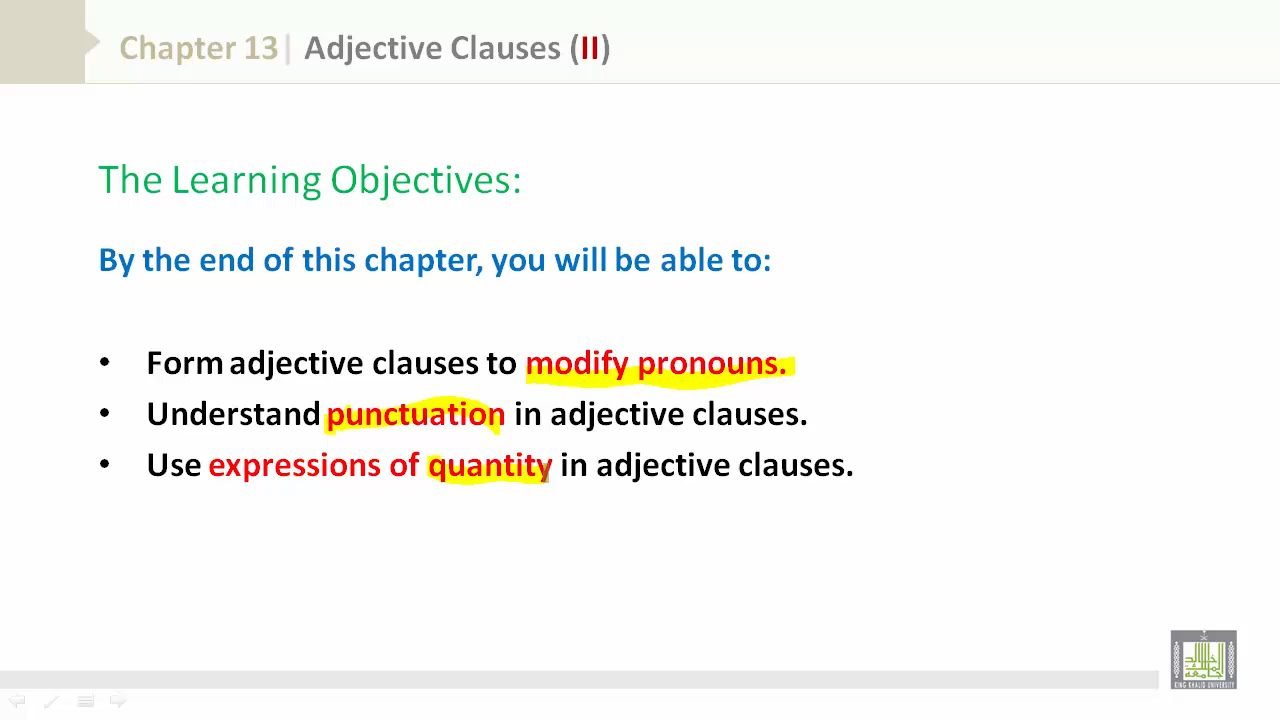 Chapter 13| Adjective Clauses (II)
The Learning Objectives:
By the end of this chapter, you will be able to:
• Form adjective clauses to modify pronouns.
• Understand punctuation in adjective clauses.
• Use expressions of quantity in adjective clauses.
KING KHALID UNIVERSITY